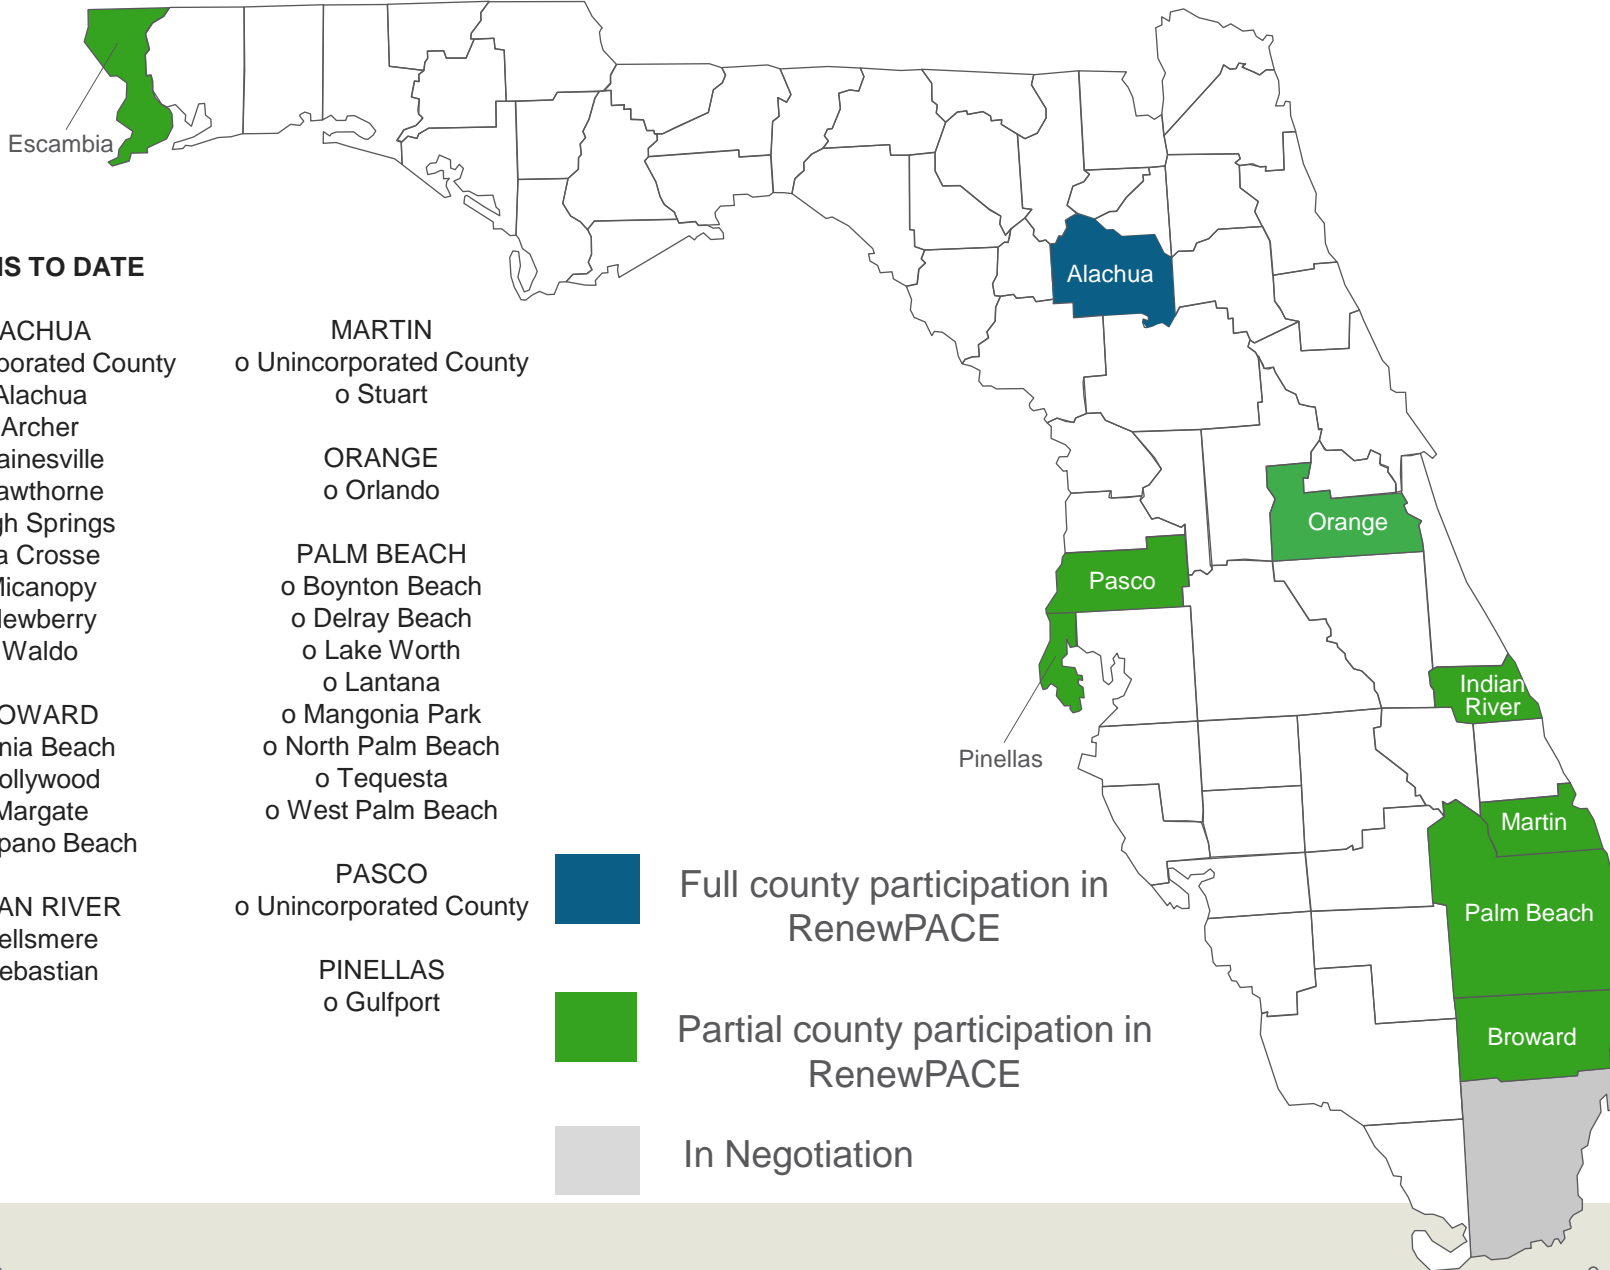 Escambia
IS TO DATE
ACHUA
porated County
Alachua
Archer
ainesville
awthorne
gh Springs
a Crosse
Micanopy
Newberry
Waldo
OWARD
nia Beach
ollywood
Margate
pano Beach
AN RIVER
ellsmere
ebastian
MARTIN
o Unincorporated County
o Stuart
ORANGE
o Orlando
PALM BEACH
o Boynton Beach
o Delray Beach
o Lake Worth
o Lantana
o Mangonia Park
o North Palm Beach
o Tequesta
o West Palm Beach
PASCO
o Unincorporated County
PINELLAS
o Gulfport
Full county participation in
RenewPACE
Partial county participation in
RenewPACE
In Negotiation
Alachua
Orange
Pasco
Pinellas
Indian
River
Martin
Palm Beach
Broward